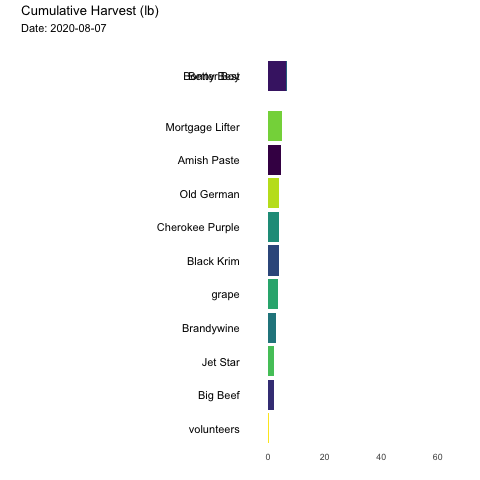 Cumulative Harvest (lb)
Date: 2020-08-07
Mortgage Lifter
Amish Paste
Old German
Cherokee Purple
Black Krim
grape
Brandywine
Jet Star
Big Beef
volunteers
0 20 40 60